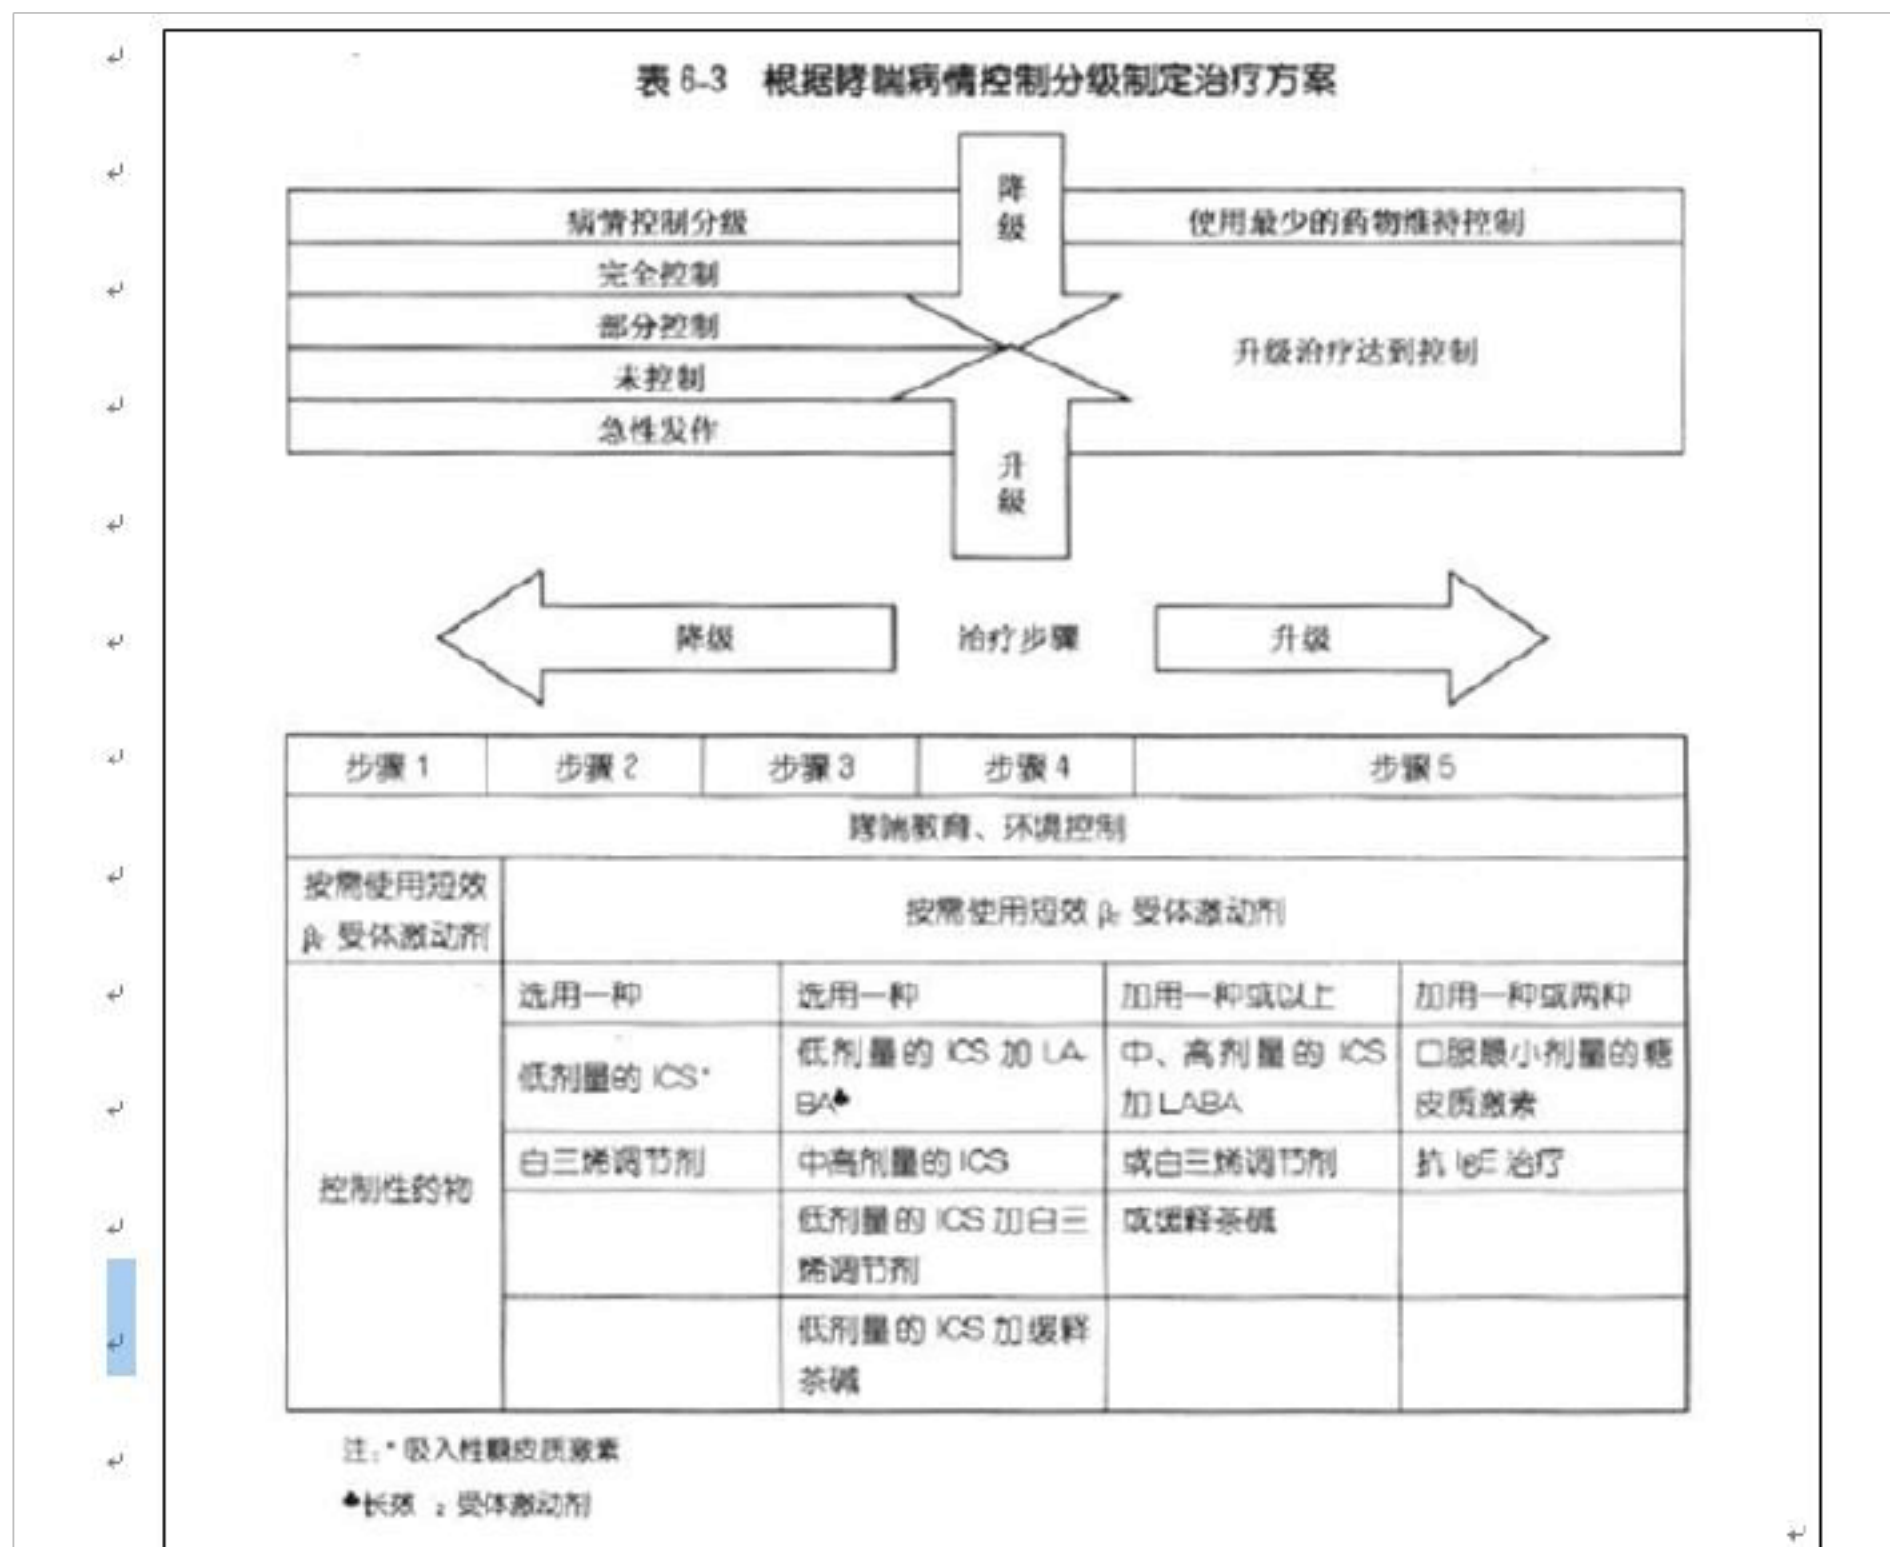 表 6-3 根据哮喘病情控制分级制定治疗方案
降级
病情控制分级
使用最少的药物维持控制
完全控制
部分控制
升级治疗达到控制
未控制
急性发作
升级
降级
治疗步骤
升级
步骤 1
步骤 2
步骤 3
步骤 4
步骤 5
哮喘教育、环境控制
按需使用短效
β₂- 受体激动剂
按需使用短效 β₂- 受体激动剂
控制性药物
选用一种
选用一种
加用一种或以上
加用一种或两种
低剂量的 ICS*
低剂量的 ICS 加 LA-
BA♣
中、高剂量的 ICS
加 LABA
口服最小剂量的糖
皮质激素
白三烯调节剂
中高剂量的 ICS
或白三烯调节剂
抗 IgE 治疗
低剂量的 ICS 加白三
烯调节剂
或缓释茶碱
低剂量的 ICS 加缓释
茶碱
注：* 吸入性糖皮质激素
♣长效 ₂ 受体激动剂